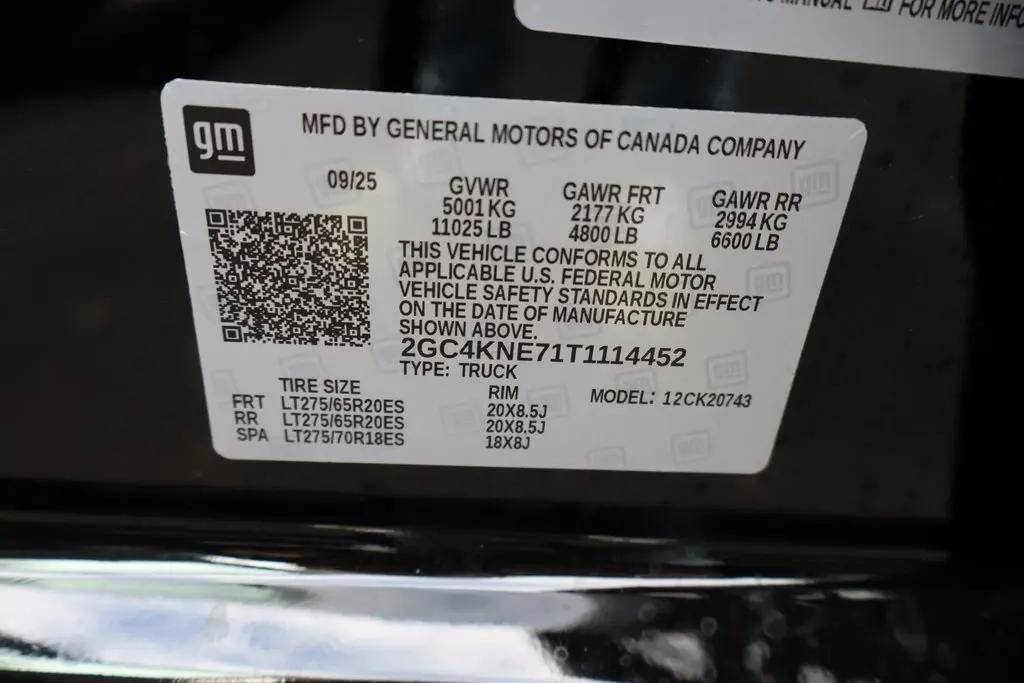 MANUAL FOR MORE INFO
gm
MFD BY GENERAL MOTORS OF CANADA COMPANY
09/25
GVWR
5001 KG
11025 LB
GAWR FRT
2177 KG
4800 LB
GAWR RR
2994 KG
6600 LB
THIS VEHICLE CONFORMS TO ALL
APPLICABLE U.S. FEDERAL MOTOR
VEHICLE SAFETY STANDARDS IN EFFECT
ON THE DATE OF MANUFACTURE
SHOWN ABOVE.
2GC4KNE71T1114452
TYPE: TRUCK
MODEL: 12CK20743
TIRE SIZE RIM
FRT LT275/65R20ES 20X8.5J
RR LT275/65R20ES 20X8.5J
SPA LT275/70R18ES 18X8J